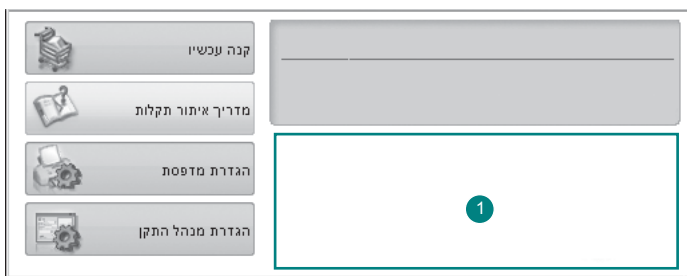 קנה עכשיו
מדריך איתור תקלות
הגדרת מדפסת
הגדרת מנהל התקן
1